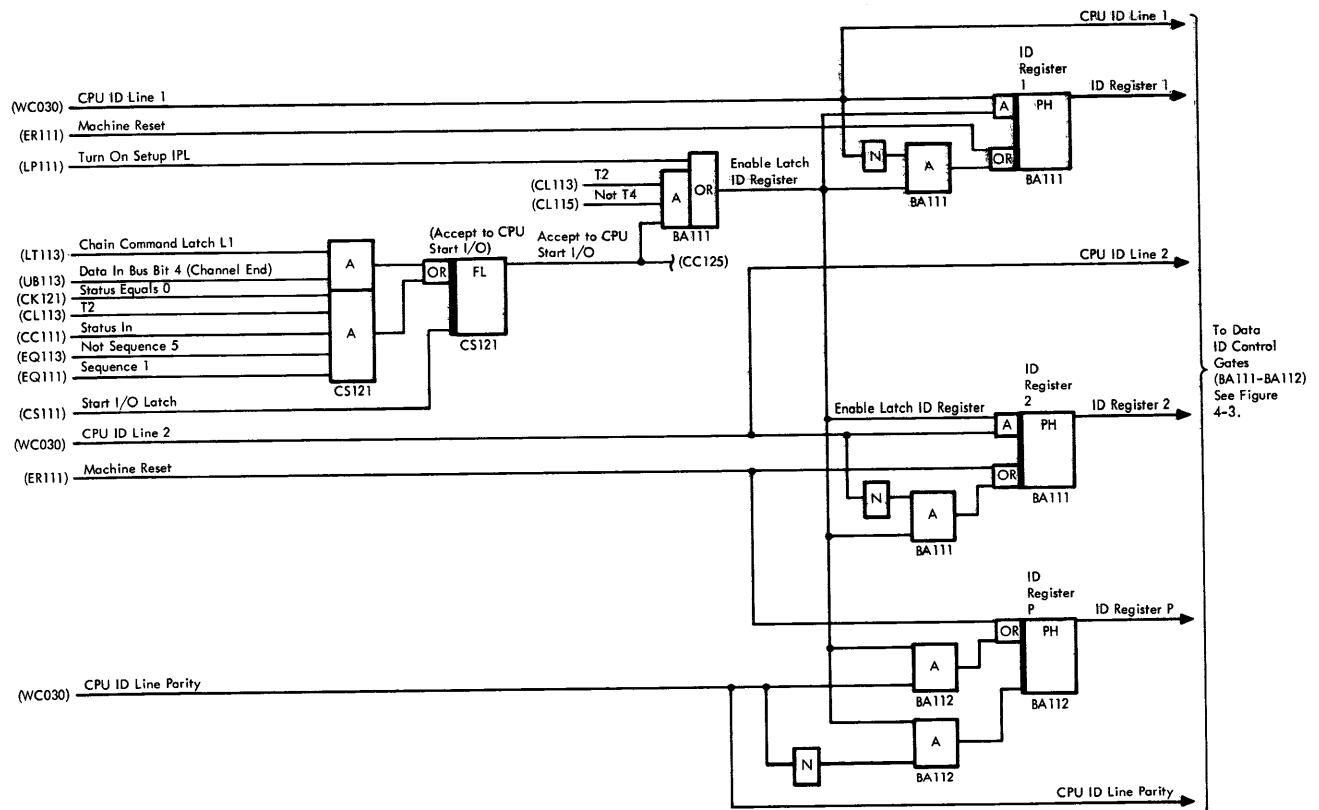 CPU ID Line 1
ID
Register
1
(WC030) CPU ID Line 1
A
PH
ID Register 1
(ER111) Machine Reset
(LP111) Turn On Setup IPL
OR
N
A
BA111
BA111
(CL113) T2
(CL115) Not T4
A
OR
BA111
Enable Latch
ID Register
(LT113) Chain Command Latch L1
(UB113) Data In Bus Bit 4 (Channel End)
(CK121) Status Equals 0
(CL113) T2
(CC111) Status In
(EQ113) Not Sequence 5
(EQ111) Sequence 1
A
A
CS121
(Accept to CPU
Start I/O)
OR
FL
CS121
Accept to CPU
Start I/O
(CC125)
CPU ID Line 2
(CS111) Start I/O Latch
(WC030) CPU ID Line 2
(ER111) Machine Reset
ID
Register
2
Enable Latch ID Register
A
PH
ID Register 2
OR
N
A
BA111
BA111
To Data
ID Control
Gates
(BA111-BA112)
See Figure
4-3.
ID
Register
P
OR
PH
ID Register P
A
BA112
BA112
(WC030) CPU ID Line Parity
A
N
BA112
CPU ID Line Parity